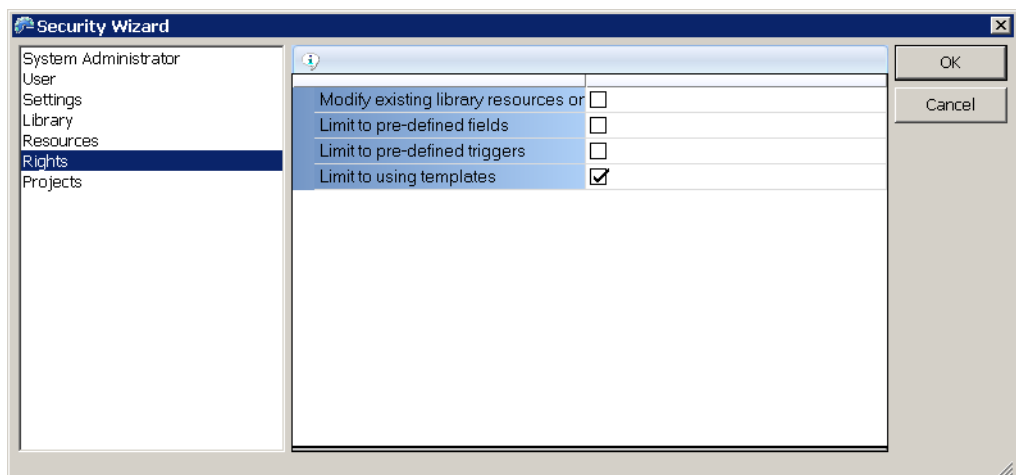 Security Wizard
System Administrator
User
Settings
Library
Resources
Rights
Projects
Modify existing library resources or
Limit to pre-defined fields
Limit to pre-defined triggers
Limit to using templates
OK
Cancel